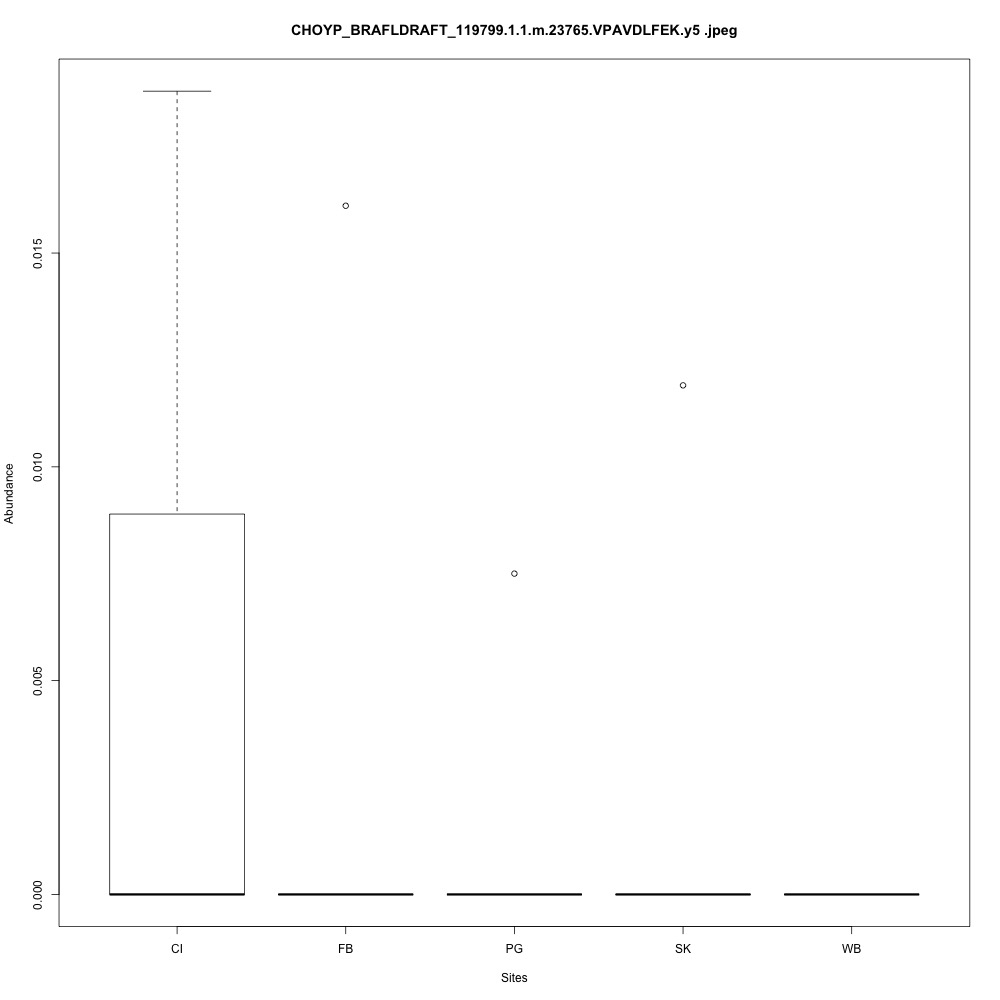 CHOYP_BRAFLDRAFT_119799.1.1.m.23765.VPAVDLFEK.y5 .jpeg
Abundance
0.015
0.010
0.005
0.000
CI FB PG SK WB
Sites